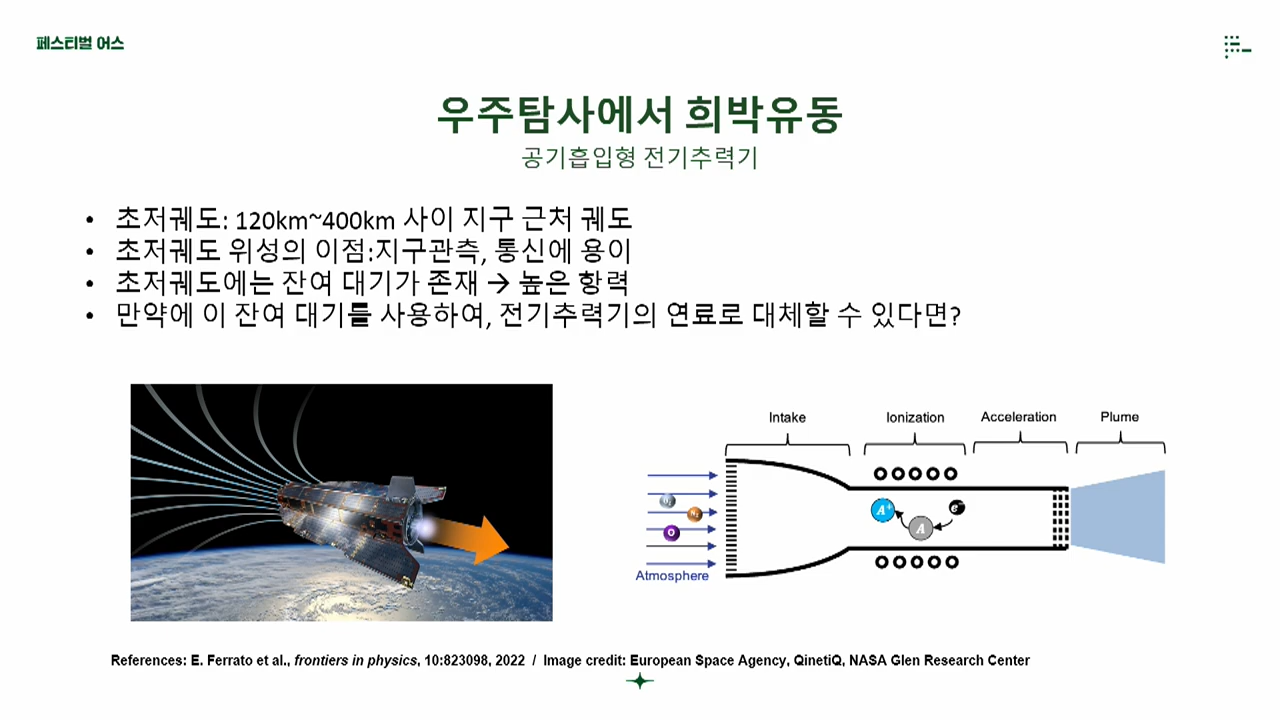 페스티벌 어스
우주탐사에서 희박유동
공기흡입형 전기추력기
• 초저궤도: 120km~400km 사이 지구 근처 궤도
• 초저궤도 위성의 이점:지구관측, 통신에 용이
• 초저궤도에는 잔여 대기가 존재 → 높은 항력
• 만약에 이 잔여 대기를 사용하여, 전기추력기의 연료로 대체할 수 있다면?
Intake Ionization Acceleration Plume
N₂
O
A⁺ A e⁻
Atmosphere
References: E. Ferrato et al., frontiers in physics, 10:823098, 2022 / Image credit: European Space Agency, QinetiQ, NASA Glen Research Center